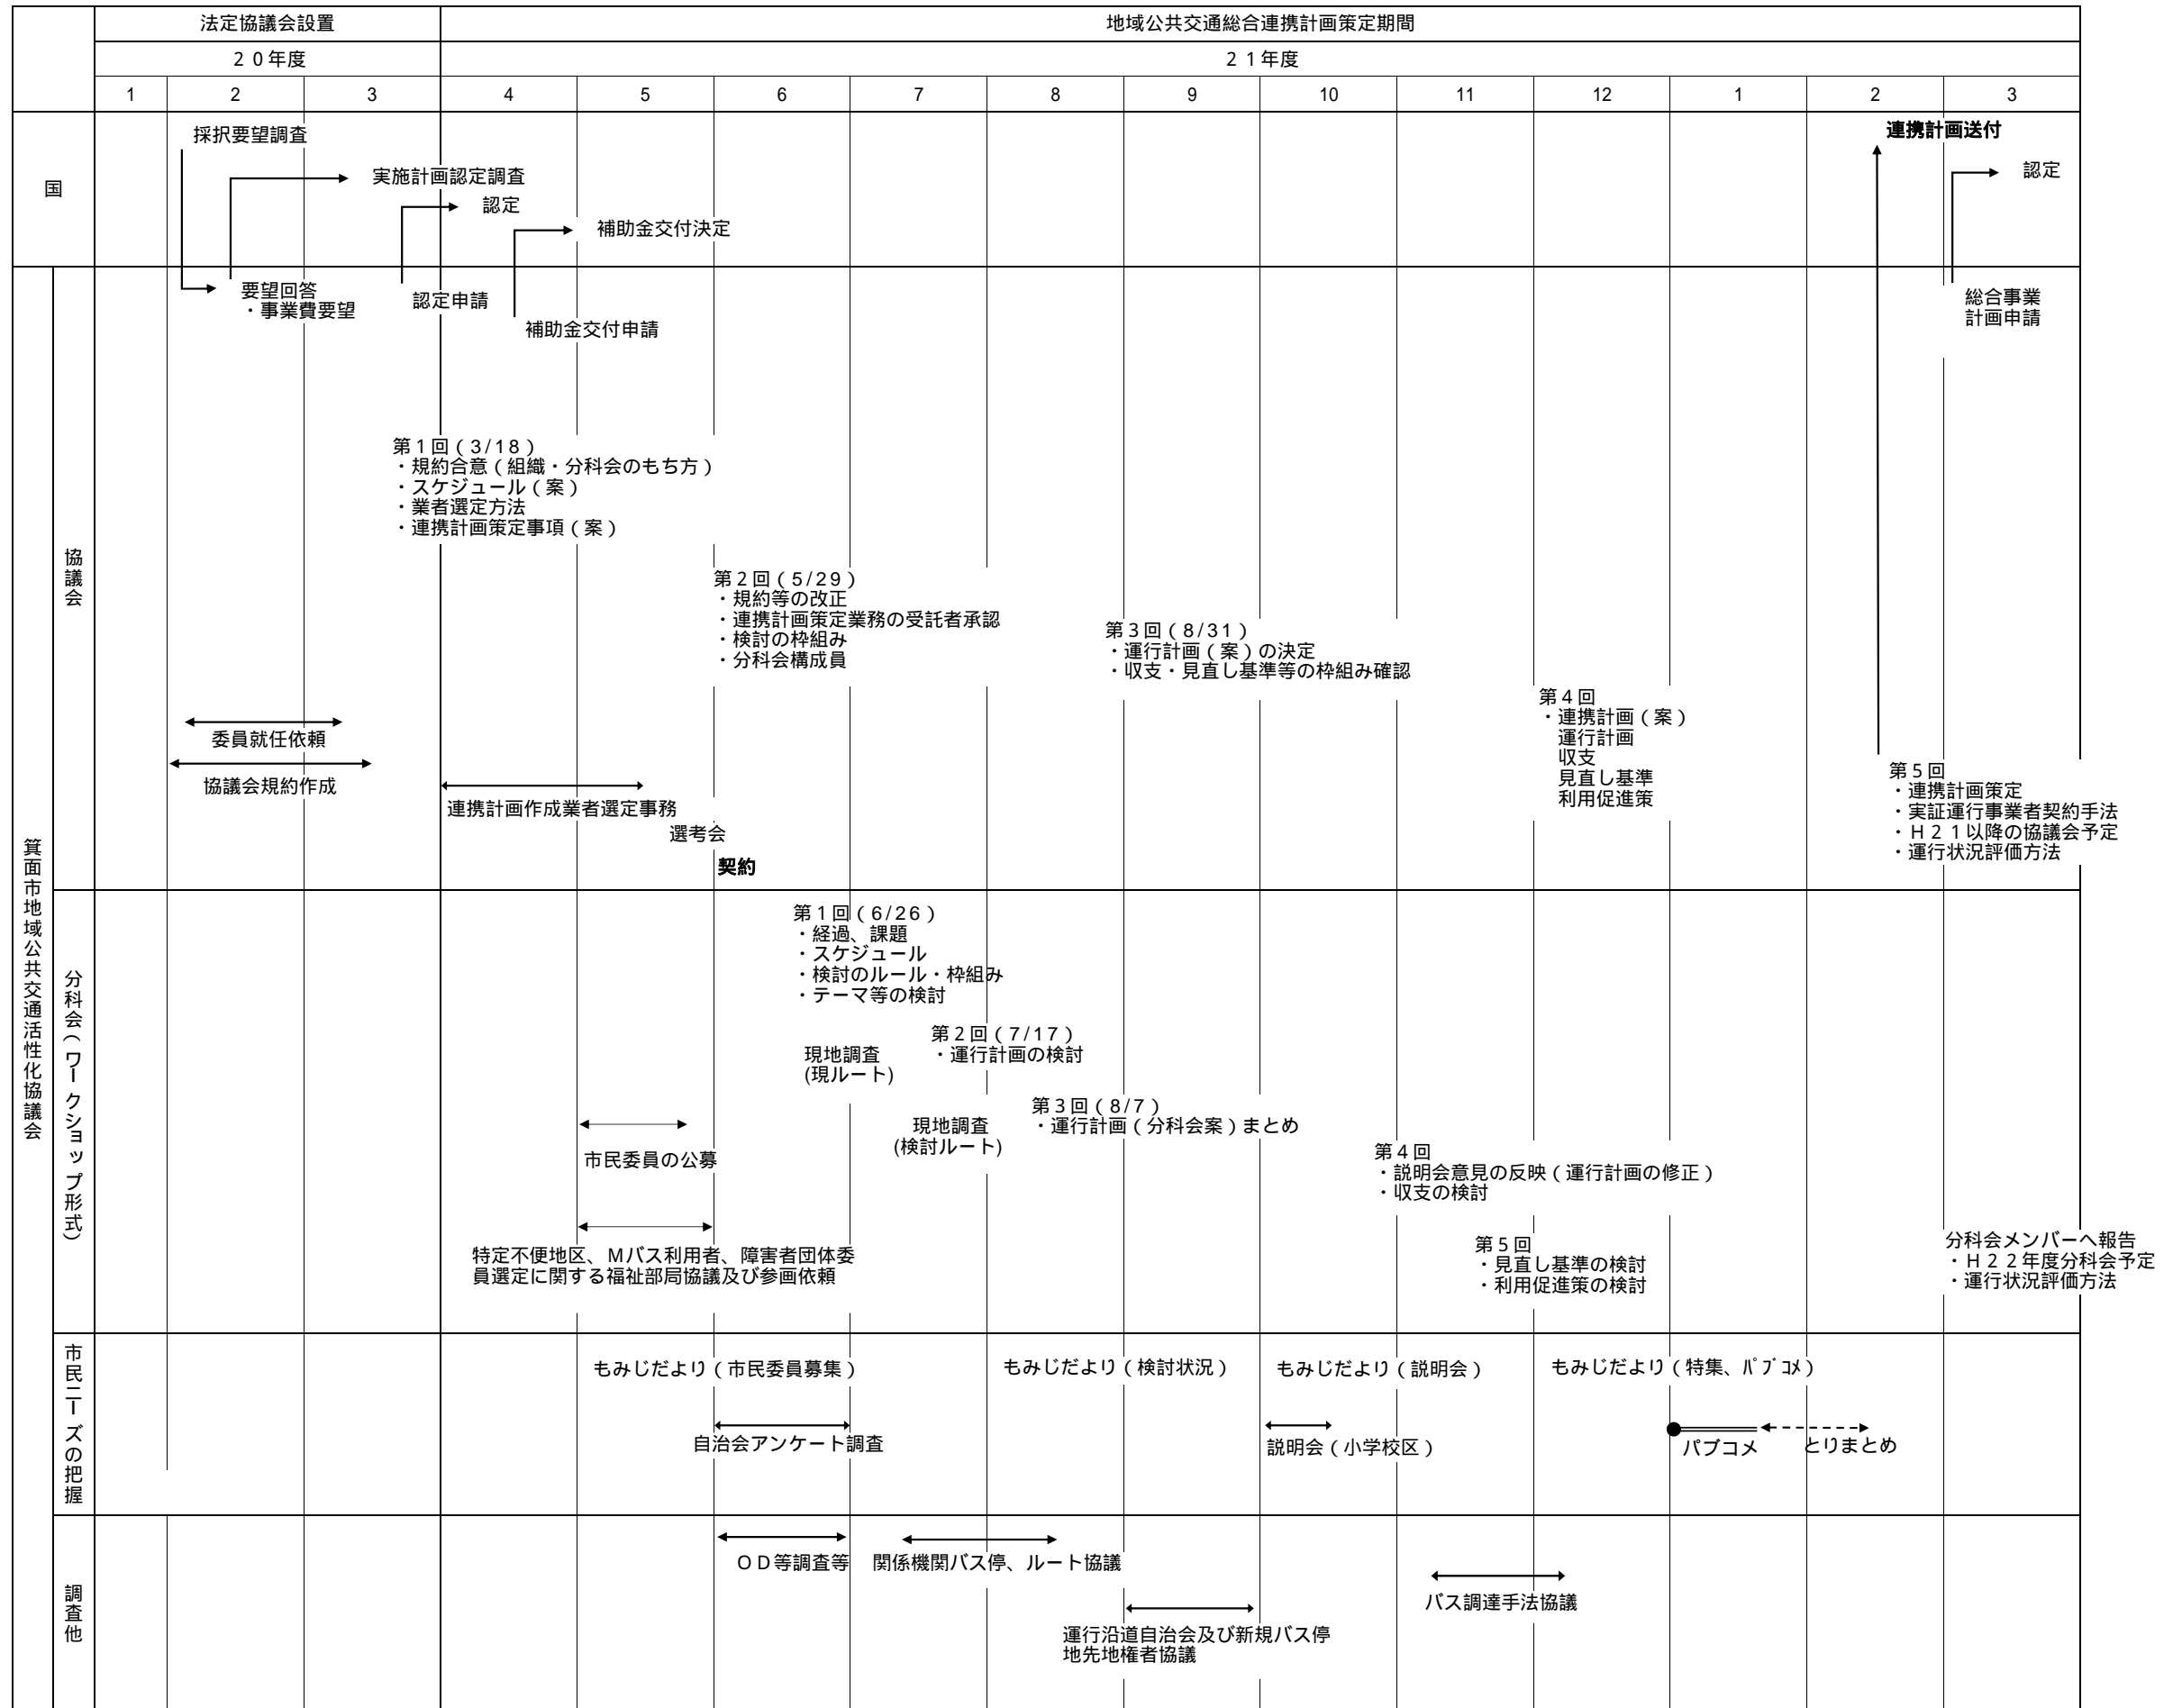 法定協議会設置
地域公共交通総合連携計画策定期間
２０年度
２１年度
1 2 3 4 5 6 7 8 9 10 11 12 1 2 3
国
採択要望調査
実施計画認定調査
認定
補助金交付決定
連携計画送付
認定
箕面市地域公共交通活性化協議会
協議会
要望回答
・事業費要望
認定申請
補助金交付申請
総合事業
計画申請
第１回（3/18）
・規約合意（組織・分科会のもち方）
・スケジュール（案）
・業者選定方法
・連携計画策定事項（案）
第２回（5/29）
・規約等の改正
・連携計画策定業務の受託者承認
・検討の枠組み
・分科会構成員
第３回（8/31）
・運行計画（案）の決定
・収支・見直し基準等の枠組み確認
第４回
・連携計画（案）
運行計画
収支
見直し基準
利用促進策
第５回
・連携計画策定
・実証運行事業者契約手法
・Ｈ２１以降の協議会予定
・運行状況評価方法
委員就任依頼
協議会規約作成
連携計画作成業者選定事務
選考会
契約
分科会（ワークショップ形式）
第１回（6/26）
・経過、課題
・スケジュール
・検討のルール・枠組み
・テーマ等の検討
現地調査
(現ルート)
第２回（7/17）
・運行計画の検討
現地調査
(検討ルート)
第３回（8/7）
・運行計画（分科会案）まとめ
市民委員の公募
特定不便地区、Ｍバス利用者、障害者団体委
員選定に関する福祉部局協議及び参画依頼
第４回
・説明会意見の反映（運行計画の修正）
・収支の検討
第５回
・見直し基準の検討
・利用促進策の検討
分科会メンバーへ報告
・Ｈ２２年度分科会予定
・運行状況評価方法
市民ニーズの把握
もみじだより（市民委員募集）
もみじだより（検討状況）
もみじだより（説明会）
もみじだより（特集、ﾊﾟﾌﾞｺﾒ）
自治会アンケート調査
説明会（小学校区）
パブコメ
とりまとめ
調査他
ＯＤ等調査等
関係機関バス停、ルート協議
運行沿道自治会及び新規バス停
地先地権者協議
バス調達手法協議